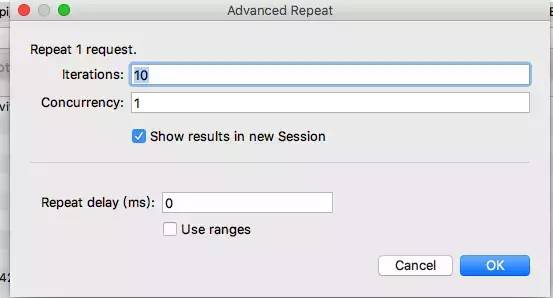 Advanced Repeat
Repeat 1 request.
Iterations: 10
Concurrency: 1
Show results in new Session
Repeat delay (ms): 0
Use ranges
Cancel OK